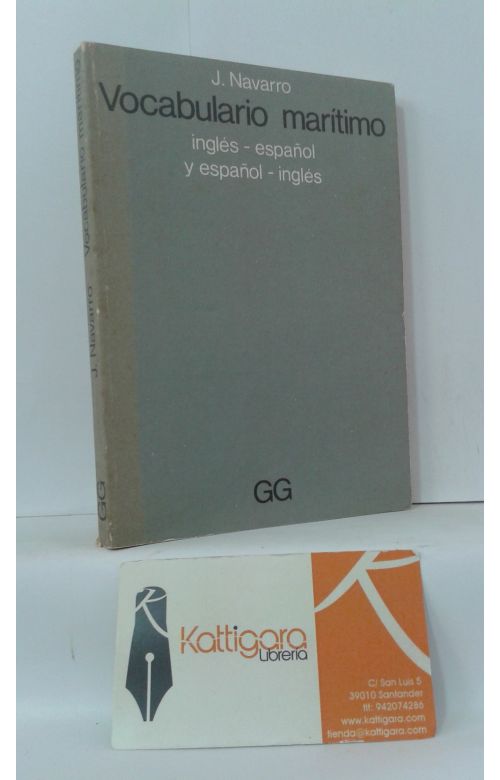 J. Navarro
Vocabulario marítimo
inglés - español
y español - inglés
GG
J. Navarro Vocabulario marítimo
GG
Kattigara
Librería
C/ San Luis 5
39010 Santander
tlf: 942074286
www.kattigara.com
tienda@kattigara.com